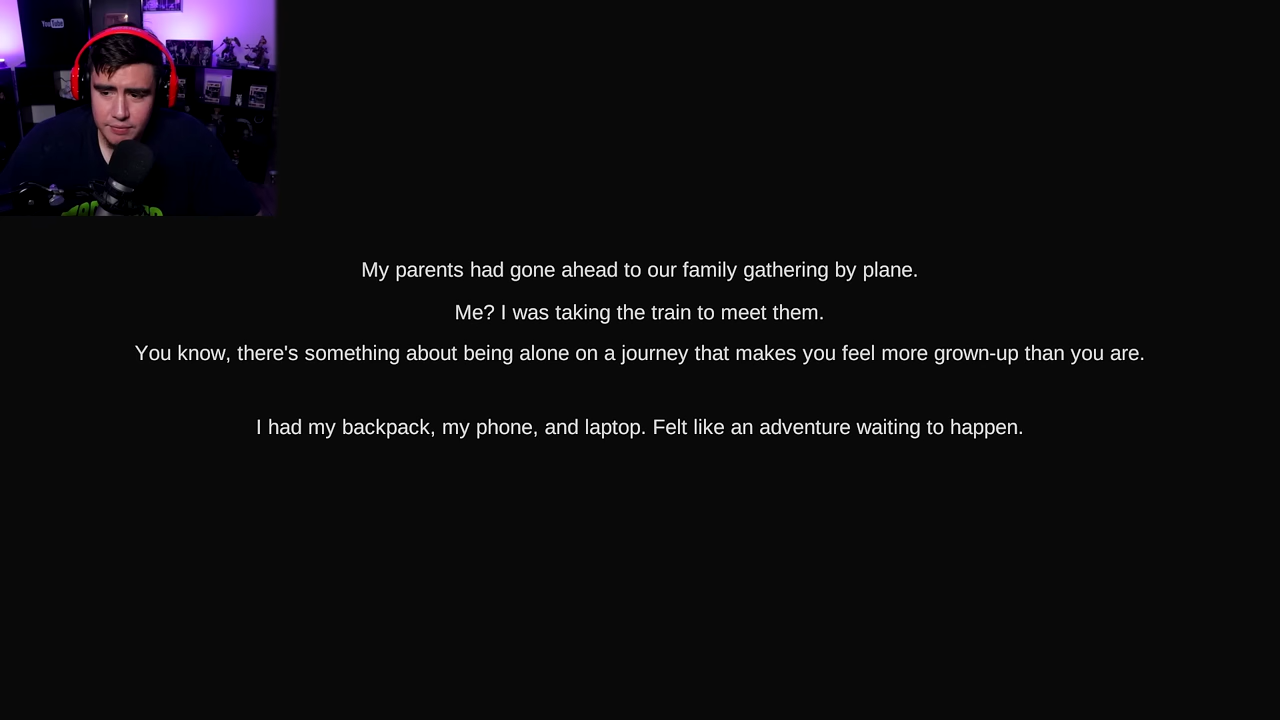 YouTube
My parents had gone ahead to our family gathering by plane.
Me? I was taking the train to meet them.
You know, there's something about being alone on a journey that makes you feel more grown-up than you are.
I had my backpack, my phone, and laptop. Felt like an adventure waiting to happen.